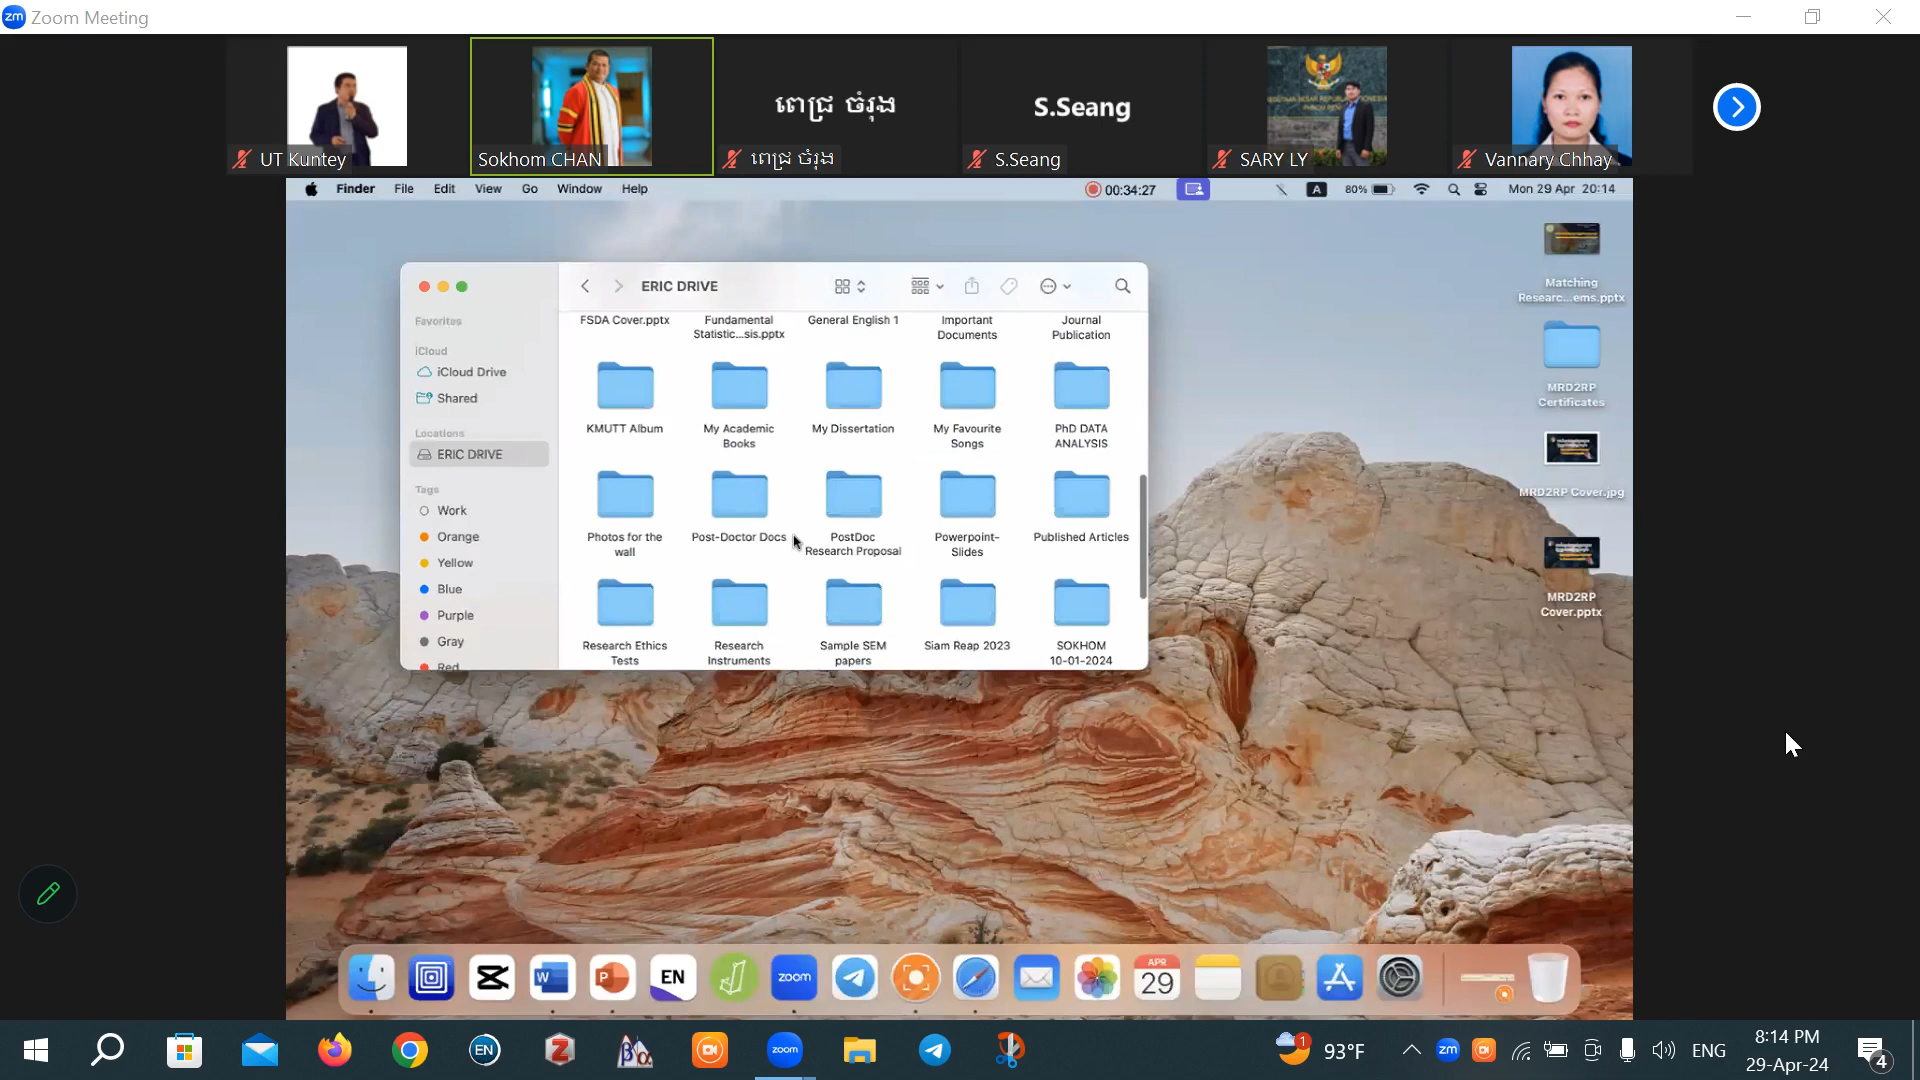 Zoom Meeting
ពេជ្រ ចំរុង
S.Seang
UT Kuntey
Sokhom CHAN
ពេជ្រ ចំរុង
S.Seang
SARY LY
Vannary Chhay
Finder File Edit View Go Window Help
00:34:27
A
80%
Mon 29 Apr 20:14
ERIC DRIVE
Favorites
iCloud
iCloud Drive
Shared
Locations
ERIC DRIVE
Tags
Work
Orange
Yellow
Blue
Purple
Gray
Red
FSDA Cover.pptx
Fundamental
Statistic...sis.pptx
General English 1
Important
Documents
Journal
Publication
KMUTT Album
My Academic
Books
My Dissertation
My Favourite
Songs
PhD DATA
ANALYSIS
Photos for the
wall
Post-Doctor Docs
PostDoc
Research Proposal
Powerpoint-
Slides
Published Articles
Research Ethics
Tests
Research
Instruments
Sample SEM
papers
Siam Reap 2023
SOKHOM
10-01-2024
Matching
Researc...ems.pptx
MRD2RP
Certificates
MRD2RP Cover.jpg
MRD2RP
Cover.pptx
W
P
EN
zoom
APR
29
EN
Z
βα
zoom
1
93°F
zm
ENG
8:14 PM
29-Apr-24
4